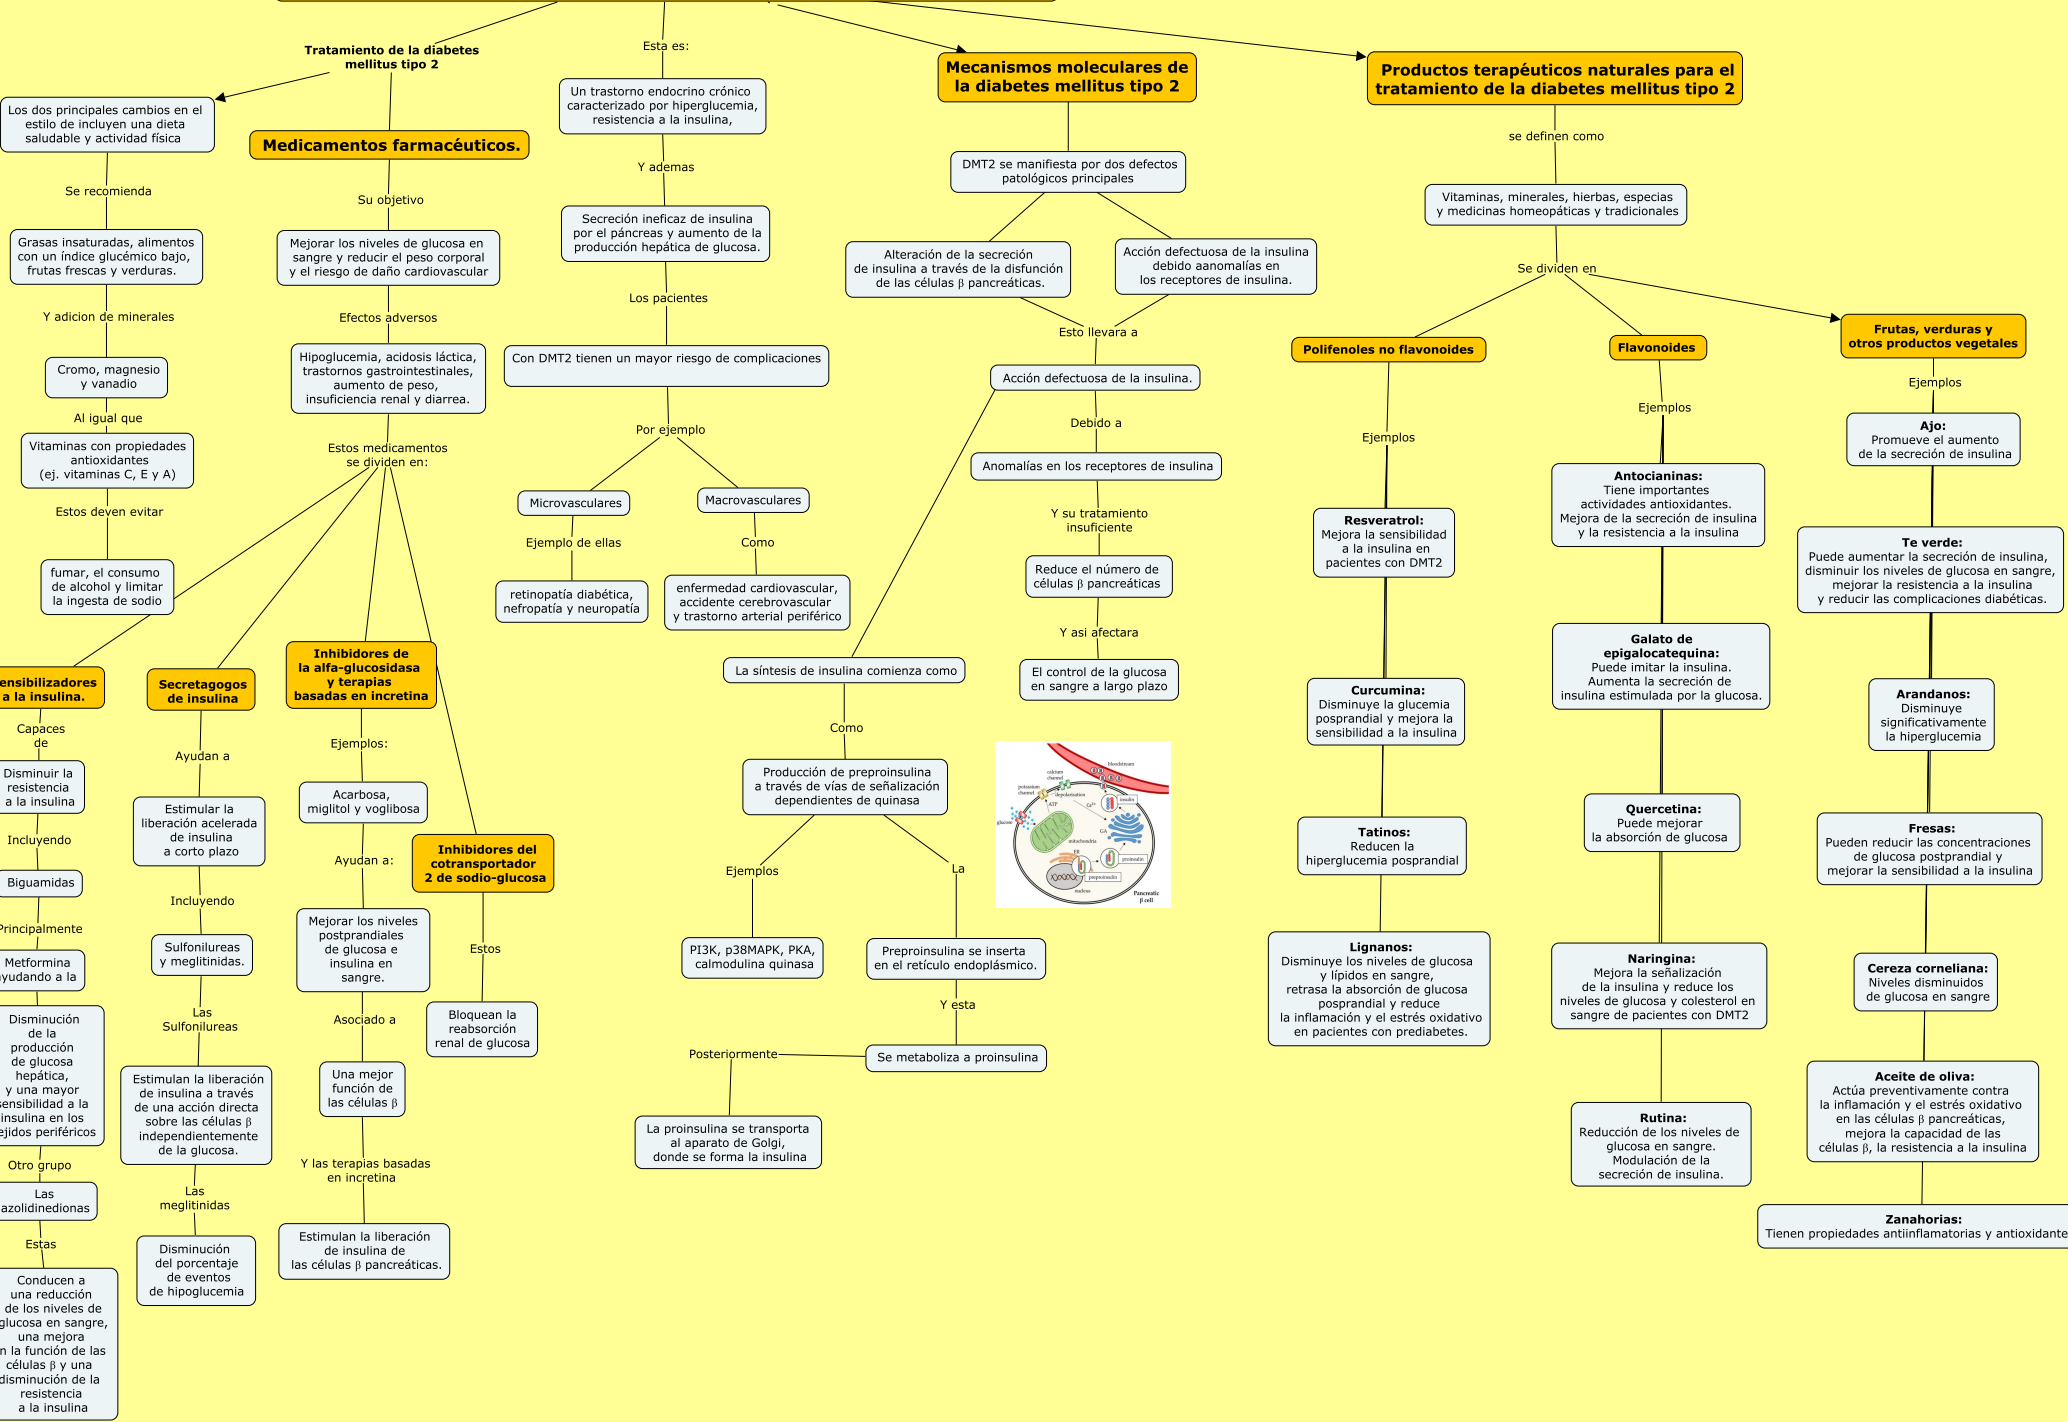 Tratamiento de la diabetes
mellitus tipo 2
Los dos principales cambios en el
estilo de incluyen una dieta
saludable y actividad física
Se recomienda
Grasas insaturadas, alimentos
con un índice glucémico bajo,
frutas frescas y verduras.
Y adicion de minerales
Cromo, magnesio
y vanadio
Al igual que
Vitaminas con propiedades
antioxidantes
(ej. vitaminas C, E y A)
Estos deven evitar
fumar, el consumo
de alcohol y limitar
la ingesta de sodio
Medicamentos farmacéuticos.
Su objetivo
Mejorar los niveles de glucosa en
sangre y reducir el peso corporal
y el riesgo de daño cardiovascular
Efectos adversos
Hipoglucemia, acidosis láctica,
trastornos gastrointestinales,
aumento de peso,
insuficiencia renal y diarrea.
Estos medicamentos
se dividen en:
ensibilizadores
a la insulina.
Capaces
de
Disminuir la
resistencia
a la insulina
Incluyendo
Biguamidas
Principalmente
Metformina
ayudando a la
Disminución
de la
producción
de glucosa
hepática,
y una mayor
sensibilidad a la
insulina en los
ejidos periféricos
Otro grupo
Las
azolidinedionas
Estas
Conducen a
una reducción
de los niveles de
glucosa en sangre,
una mejora
n la función de las
células β y una
disminución de la
resistencia
a la insulina
Secretagogos
de insulina
Ayudan a
Estimular la
liberación acelerada
de insulina
a corto plazo
Incluyendo
Sulfonilureas
y meglitinidas.
Las
Sulfonilureas
Estimulan la liberación
de insulina a través
de una acción directa
sobre las células β
independientemente
de la glucosa.
Las
meglitinidas
Disminución
del porcentaje
de eventos
de hipoglucemia
Inhibidores de
la alfa-glucosidasa
y terapias
basadas en incretina
Ejemplos:
Acarbosa,
miglitol y voglibosa
Ayudan a:
Mejorar los niveles
postprandiales
de glucosa e
insulina en
sangre.
Asociado a
Una mejor
función de
las células β
Y las terapias basadas
en incretina
Estimulan la liberación
de insulina de
las células β pancreáticas.
Inhibidores del
cotransportador
2 de sodio-glucosa
Estos
Bloquean la
reabsorción
renal de glucosa
Esta es:
Un trastorno endocrino crónico
caracterizado por hiperglucemia,
resistencia a la insulina,
Y ademas
Secreción ineficaz de insulina
por el páncreas y aumento de la
producción hepática de glucosa.
Los pacientes
Con DMT2 tienen un mayor riesgo de complicaciones
Por ejemplo
Microvasculares
Ejemplo de ellas
retinopatía diabética,
nefropatía y neuropatía
Macrovasculares
Como
enfermedad cardiovascular,
accidente cerebrovascular
y trastorno arterial periférico
Mecanismos moleculares de
la diabetes mellitus tipo 2
DMT2 se manifiesta por dos defectos
patológicos principales
Alteración de la secreción
de insulina a través de la disfunción
de las células β pancreáticas.
Acción defectuosa de la insulina
debido aanomalías en
los receptores de insulina.
Esto llevara a
Acción defectuosa de la insulina.
Debido a
Anomalías en los receptores de insulina
Y su tratamiento
insuficiente
Reduce el número de
células β pancreáticas
Y asi afectara
El control de la glucosa
en sangre a largo plazo
La síntesis de insulina comienza como
Como
Producción de preproinsulina
a través de vías de señalización
dependientes de quinasa
Ejemplos
PI3K, p38MAPK, PKA,
calmodulina quinasa
La
Preproinsulina se inserta
en el retículo endoplásmico.
Y esta
Se metaboliza a proinsulina
Posteriormente
La proinsulina se transporta
al aparato de Golgi,
donde se forma la insulina
bloodstream
calcium
channel
potassium
channel
depolarisation
ATP
Ca²⁺
insulin
glucose
GA
mitochondria
ER
proinsulin
preproinsulin
nucleus
Pancreatic
β cell
Productos terapéuticos naturales para el
tratamiento de la diabetes mellitus tipo 2
se definen como
Vitaminas, minerales, hierbas, especias
y medicinas homeopáticas y tradicionales
Se dividen en
Polifenoles no flavonoides
Ejemplos
Resveratrol:
Mejora la sensibilidad
a la insulina en
pacientes con DMT2
Curcumina:
Disminuye la glucemia
posprandial y mejora la
sensibilidad a la insulina
Tatinos:
Reducen la
hiperglucemia posprandial
Lignanos:
Disminuye los niveles de glucosa
y lípidos en sangre,
retrasa la absorción de glucosa
posprandial y reduce
la inflamación y el estrés oxidativo
en pacientes con prediabetes.
Flavonoides
Ejemplos
Antocianinas:
Tiene importantes
actividades antioxidantes.
Mejora de la secreción de insulina
y la resistencia a la insulina
Galato de
epigalocatequina:
Puede imitar la insulina.
Aumenta la secreción de
insulina estimulada por la glucosa.
Quercetina:
Puede mejorar
la absorción de glucosa
Naringina:
Mejora la señalización
de la insulina y reduce los
niveles de glucosa y colesterol en
sangre de pacientes con DMT2
Rutina:
Reducción de los niveles de
glucosa en sangre.
Modulación de la
secreción de insulina.
Frutas, verduras y
otros productos vegetales
Ejemplos
Ajo:
Promueve el aumento
de la secreción de insulina
Te verde:
Puede aumentar la secreción de insulina,
disminuir los niveles de glucosa en sangre,
mejorar la resistencia a la insulina
y reducir las complicaciones diabéticas.
Arandanos:
Disminuye
significativamente
la hiperglucemia
Fresas:
Pueden reducir las concentraciones
de glucosa postprandial y
mejorar la sensibilidad a la insulina
Cereza corneliana:
Niveles disminuidos
de glucosa en sangre
Aceite de oliva:
Actúa preventivamente contra
la inflamación y el estrés oxidativo
en las células β pancreáticas,
mejora la capacidad de las
células β, la resistencia a la insulina
Zanahorias:
Tienen propiedades antiinflamatorias y antioxidante